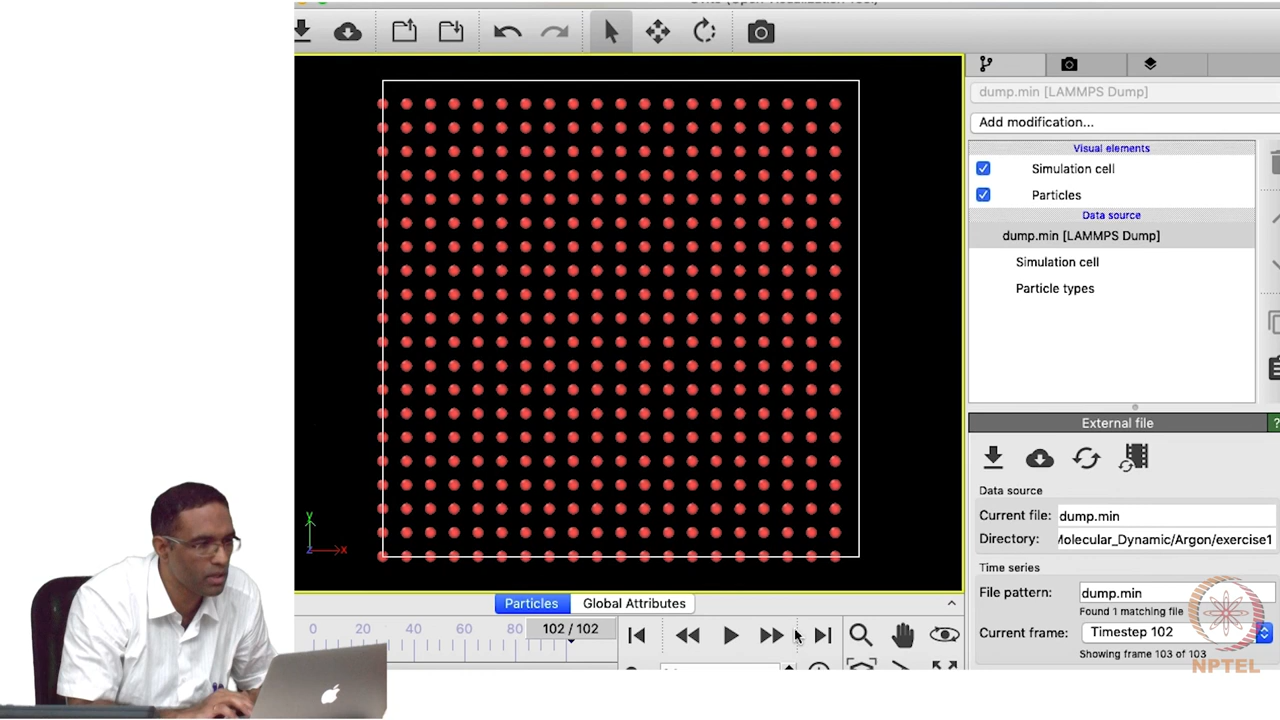 dump.min [LAMMPS Dump]
Add modification...
Visual elements
Simulation cell
Particles
Data source
dump.min [LAMMPS Dump]
Simulation cell
Particle types
External file
?
Data source
Current file: dump.min
Directory: Molecular_Dynamic/Argon/exercise1
Time series
File pattern: dump.min
Found 1 matching file
Current frame: Timestep 102
Showing frame 103 of 103
y
z x
Particles Global Attributes
0 20 40 60 80 102 / 102
NPTEL